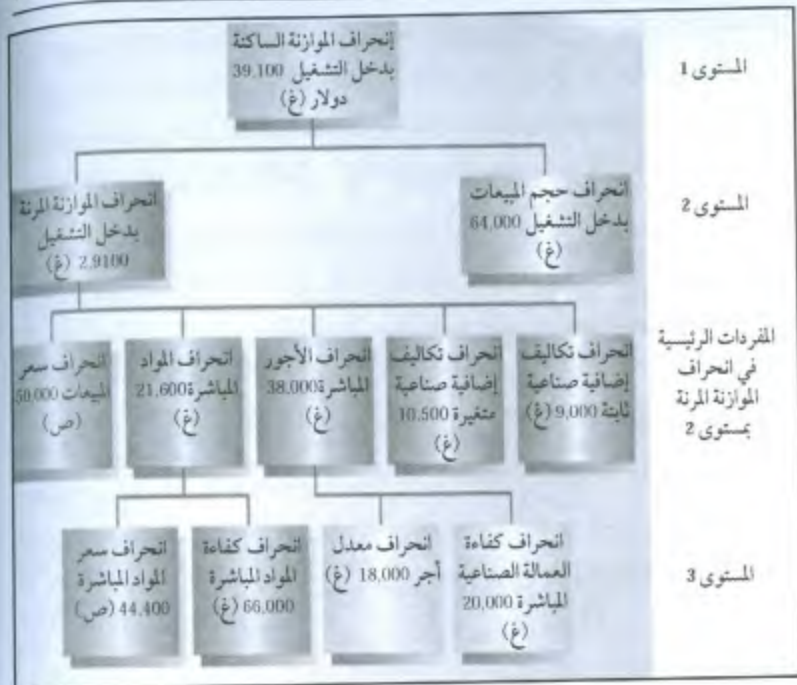 إنحراف الموازنة الساكنة
بدخل التشغيل 39.100
دولار (غ)
المستوى 1
انحراف حجم المبيعات
بدخل التشغيل 64,000
(غ)
انحراف الموازنة المرنة
بدخل التشغيل
2,9100 (غ)
المستوى 2
انحراف تكاليف
إضافية صناعية
ثابتة 9,000 (غ)
انحراف تكاليف
إضافية صناعية
متغيرة 10.500
(غ)
انحراف الأجور
المباشرة 38.000
(غ)
انحراف المواد
المباشرة 21,600
(غ)
انحراف سعر
المبيعات 50,000
(ص)
المفردات الرئيسية
في انحراف
الموازنة المرنة
بمستوى 2
انحراف كفاءة
العمالة الصناعية
المباشرة 20,000
(غ)
انحراف معدل
أجر 18,000 (غ)
انحراف كفاءة
المواد المباشرة
66,000 (غ)
انحراف سعر
المواد المباشرة
44.400 (ص)
المستوى 3